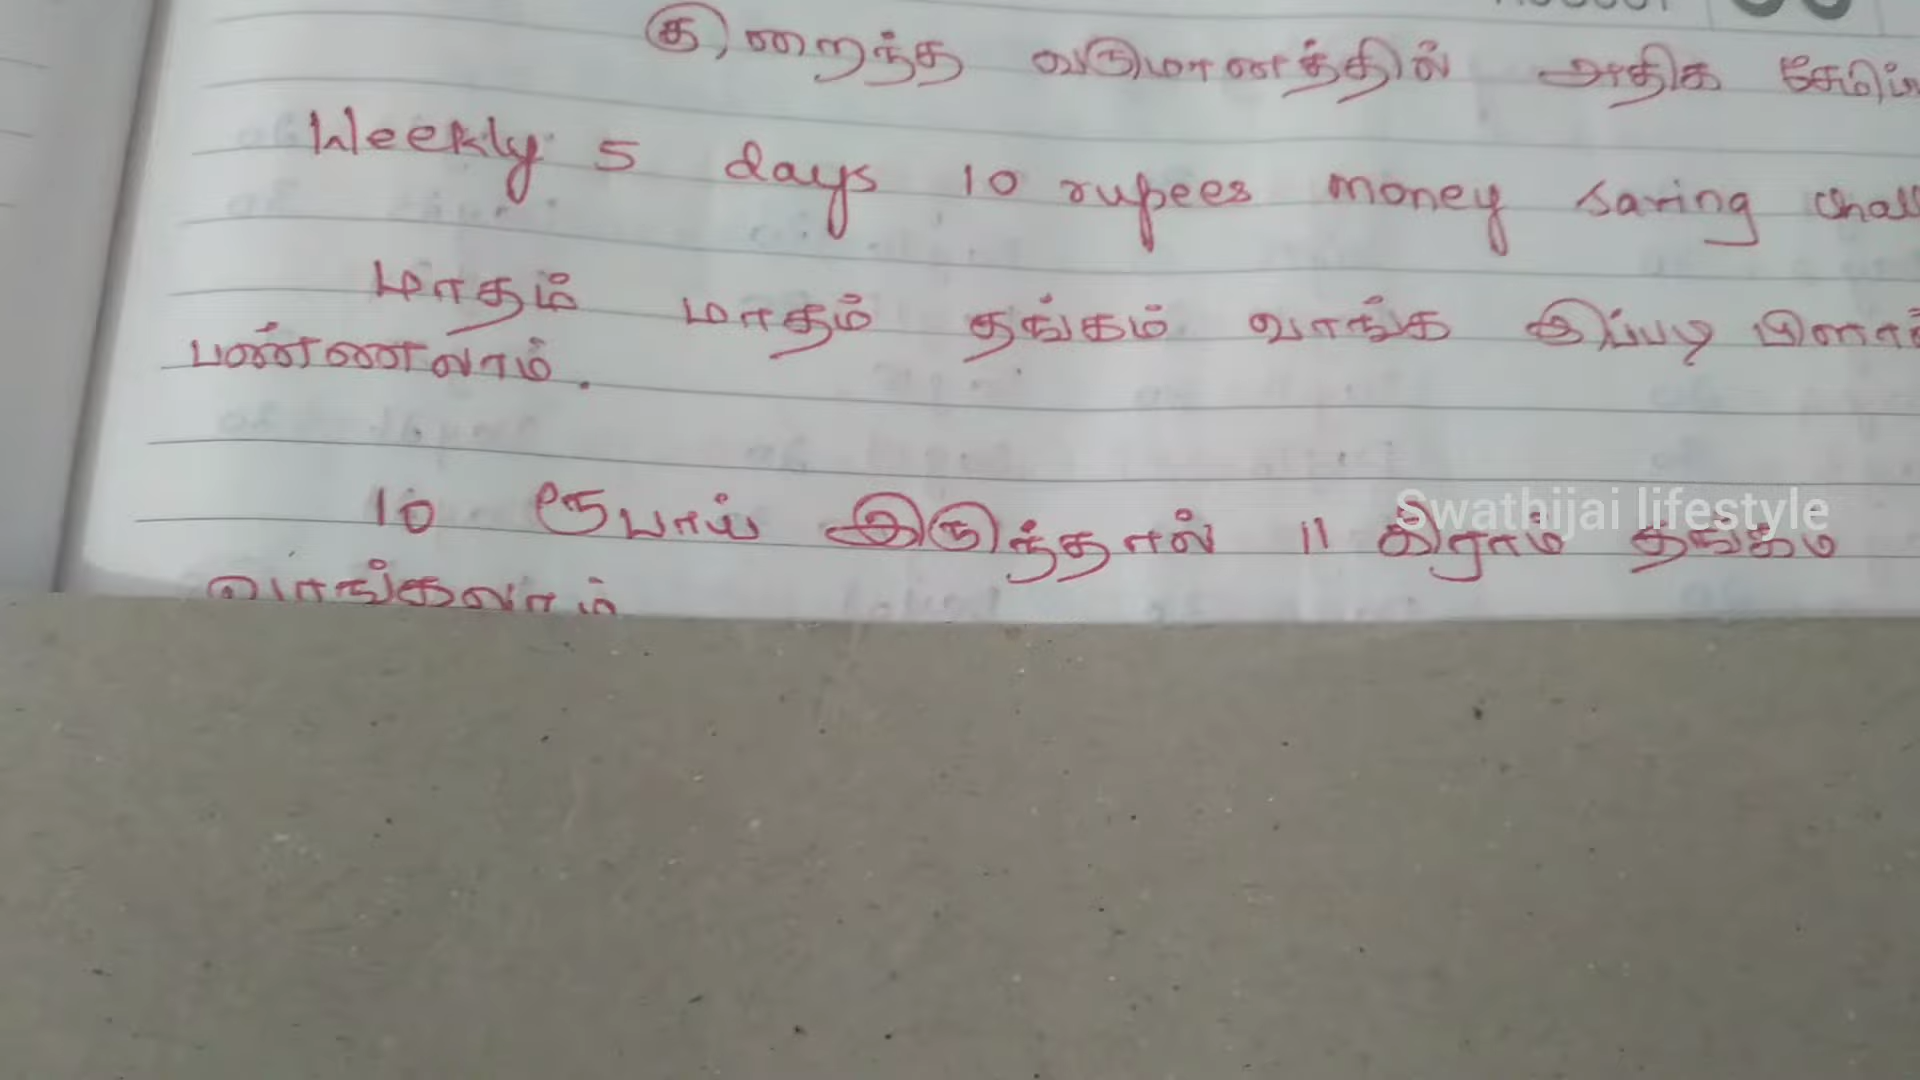 குறைந்த வருமானத்தில் அதிக சேமிப்
Weekly 5 days 10 rupees money saving chall
மாதம் மாதம் தங்கம் வாங்க இப்படி பிளான்
பண்ணலாம்.
10 ரூபாய் இருந்தால் 11 கிராம் தங்கம்
வாங்கலாம்
Swathijai lifestyle